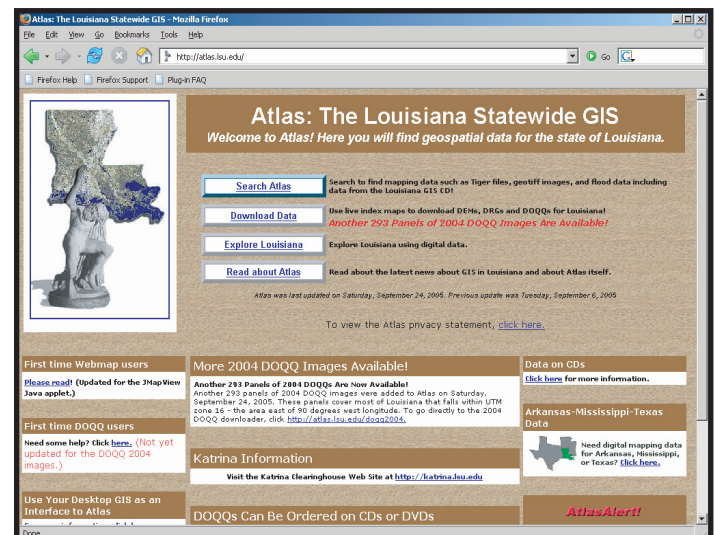 Atlas: The Louisiana Statewide GIS - Mozilla Firefox
File Edit View Go Bookmarks Tools Help
http://atlas.lsu.edu/
Go
G
Firefox Help Firefox Support Plug-in FAQ
Atlas: The Louisiana Statewide GIS
Welcome to Atlas! Here you will find geospatial data for the state of Louisiana.
Search Atlas
Search to find mapping data such as Tiger files, geotiff images, and flood data including
data from the Louisiana GIS CD!
Download Data
Use live index maps to download DEMs, DRGs and DOQQs for Louisiana!
Another 293 Panels of 2004 DOQQ Images Are Available!
Explore Louisiana
Explore Louisiana using digital data.
Read about Atlas
Read about the latest news about GIS in Louisiana and about Atlas itself.
Atlas was last updated on Saturday, September 24, 2005. Previous update was Tuesday, September 6, 2005
To view the Atlas privacy statement, click here.
First time Webmap users
Please read! (Updated for the JMapView
Java applet.)
First time DOQQ users
Need some help? Click here. (Not yet
updated for the DOQQ 2004
images.)
Use Your Desktop GIS as an
Interface to Atlas
More 2004 DOQQ Images Available!
Another 293 Panels of 2004 DOQQs Are Now Available!
Another 293 panels of 2004 DOQQ images were added to Atlas on Saturday,
September 24, 2005. These panels cover most of Louisiana that falls within UTM
zone 16 - the area east of 90 degrees west longitude. To go directly to the 2004
DOQQ downloader, click http://atlas.lsu.edu/doqq2004.
Katrina Information
Visit the Katrina Clearinghouse Web Site at http://katrina.lsu.edu
DOQQs Can Be Ordered on CDs or DVDs
Data on CDs
Click here for more information.
Arkansas-Mississippi-Texas
Data
Need digital mapping data
for Arkansas, Mississippi,
or Texas? Click here.
AtlasAlert!
Done